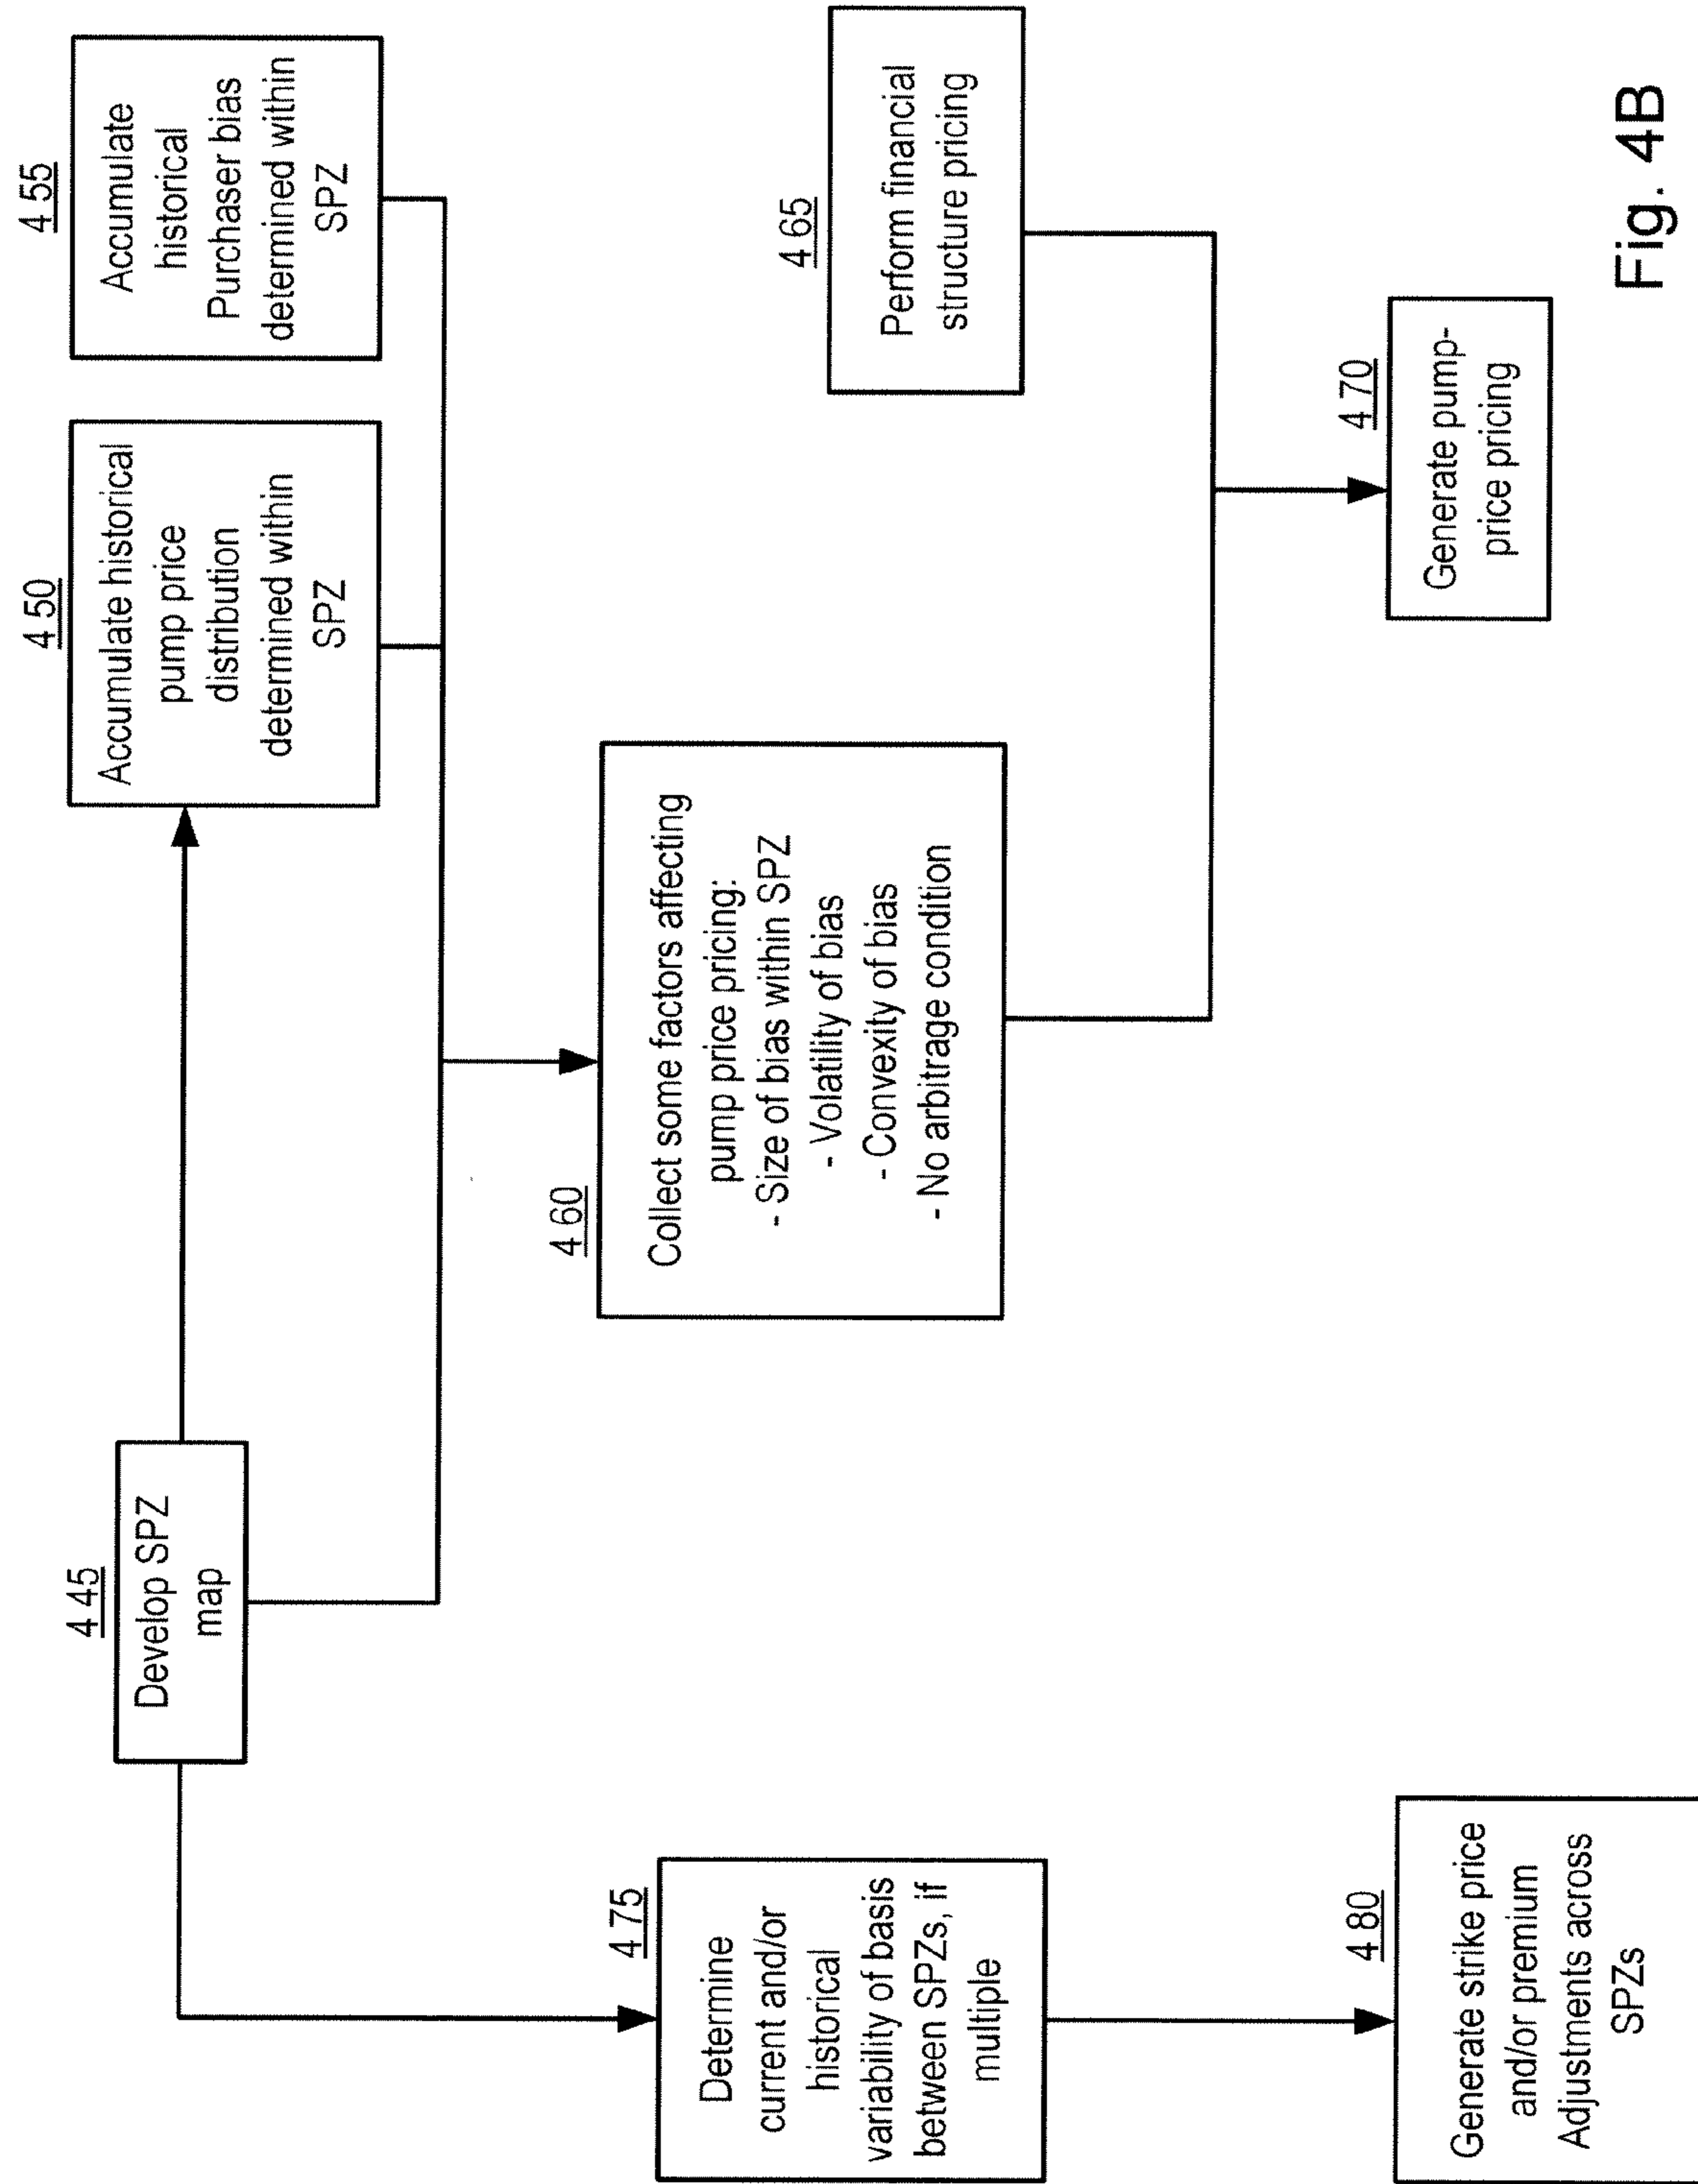 4 45
Develop SPZ
map
4 50
Accumulate historical
pump price
distribution
determined within
SPZ
4 55
Accumulate
historical
Purchaser bias
determined within
SPZ
4 60
Collect some factors affecting
pump price pricing:
- Size of bias within SPZ
- Volatility of bias
- Convexity of bias
- No arbitrage condition
4 65
Perform financial
structure pricing
4 70
Generate pump-
price pricing
4 75
Determine
current and/or
historical
variability of basis
between SPZs, if
multiple
4 80
Generate strike price
and/or premium
Adjustments across
SPZs
Fig. 4B